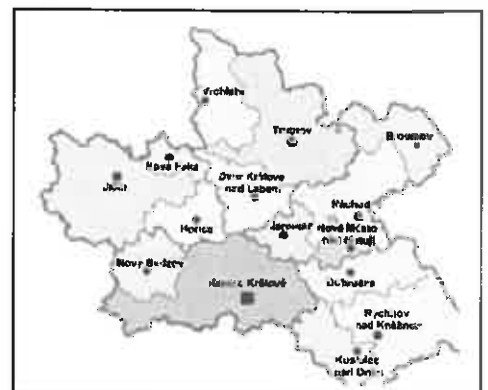 Vrchlabí
Trutnov
Broumov
Nová Paka
Dvůr Králové
nad Labem
Jičín
Náchod
Hořice
Jaroměř
Nové Město
nad Metují
Nový Bydžov
Hradec Králové
Dobruška
Rychnov
nad Kněžnou
Kostelec
nad Orlicí